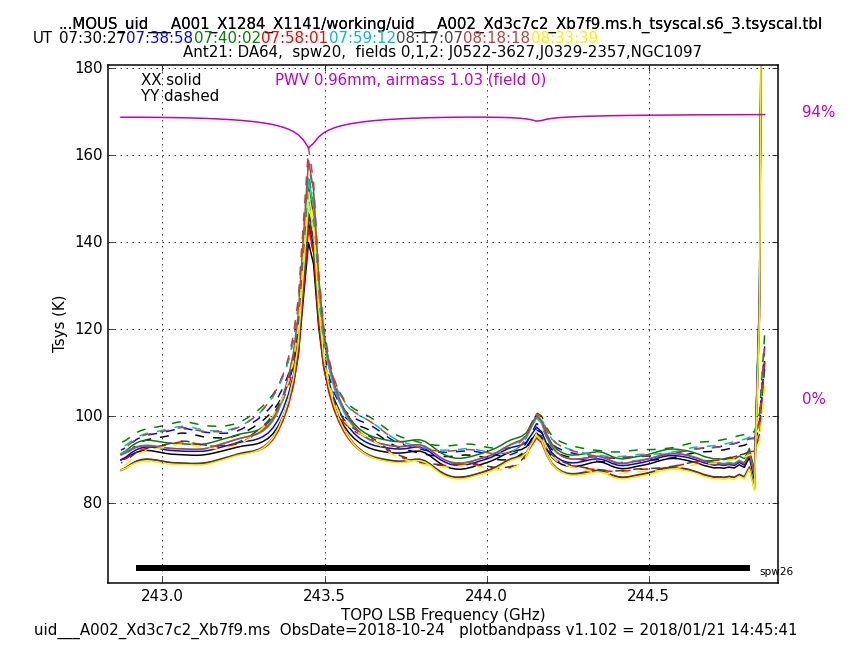 ...MOUS_uid___A001_X1284_X1141/working/uid___A002_Xd3c7c2_Xb7f9.ms.h_tsyscal.s6_3.tsyscal.tbl
UT 07:30:27 07:38:58 07:40:02 07:58:01 07:59:12 08:17:07 08:18:18 08:33:39
Ant21: DA64, spw20, fields 0,1,2: J0522-3627,J0329-2357,NGC1097
XX solid
YY dashed
PWV 0.96mm, airmass 1.03 (field 0)
94%
0%
180
160
140
120
100
80
Tsys (K)
spw26
243.0 243.5 244.0 244.5
TOPO LSB Frequency (GHz)
uid___A002_Xd3c7c2_Xb7f9.ms ObsDate=2018-10-24 plotbandpass v1.102 = 2018/01/21 14:45:41